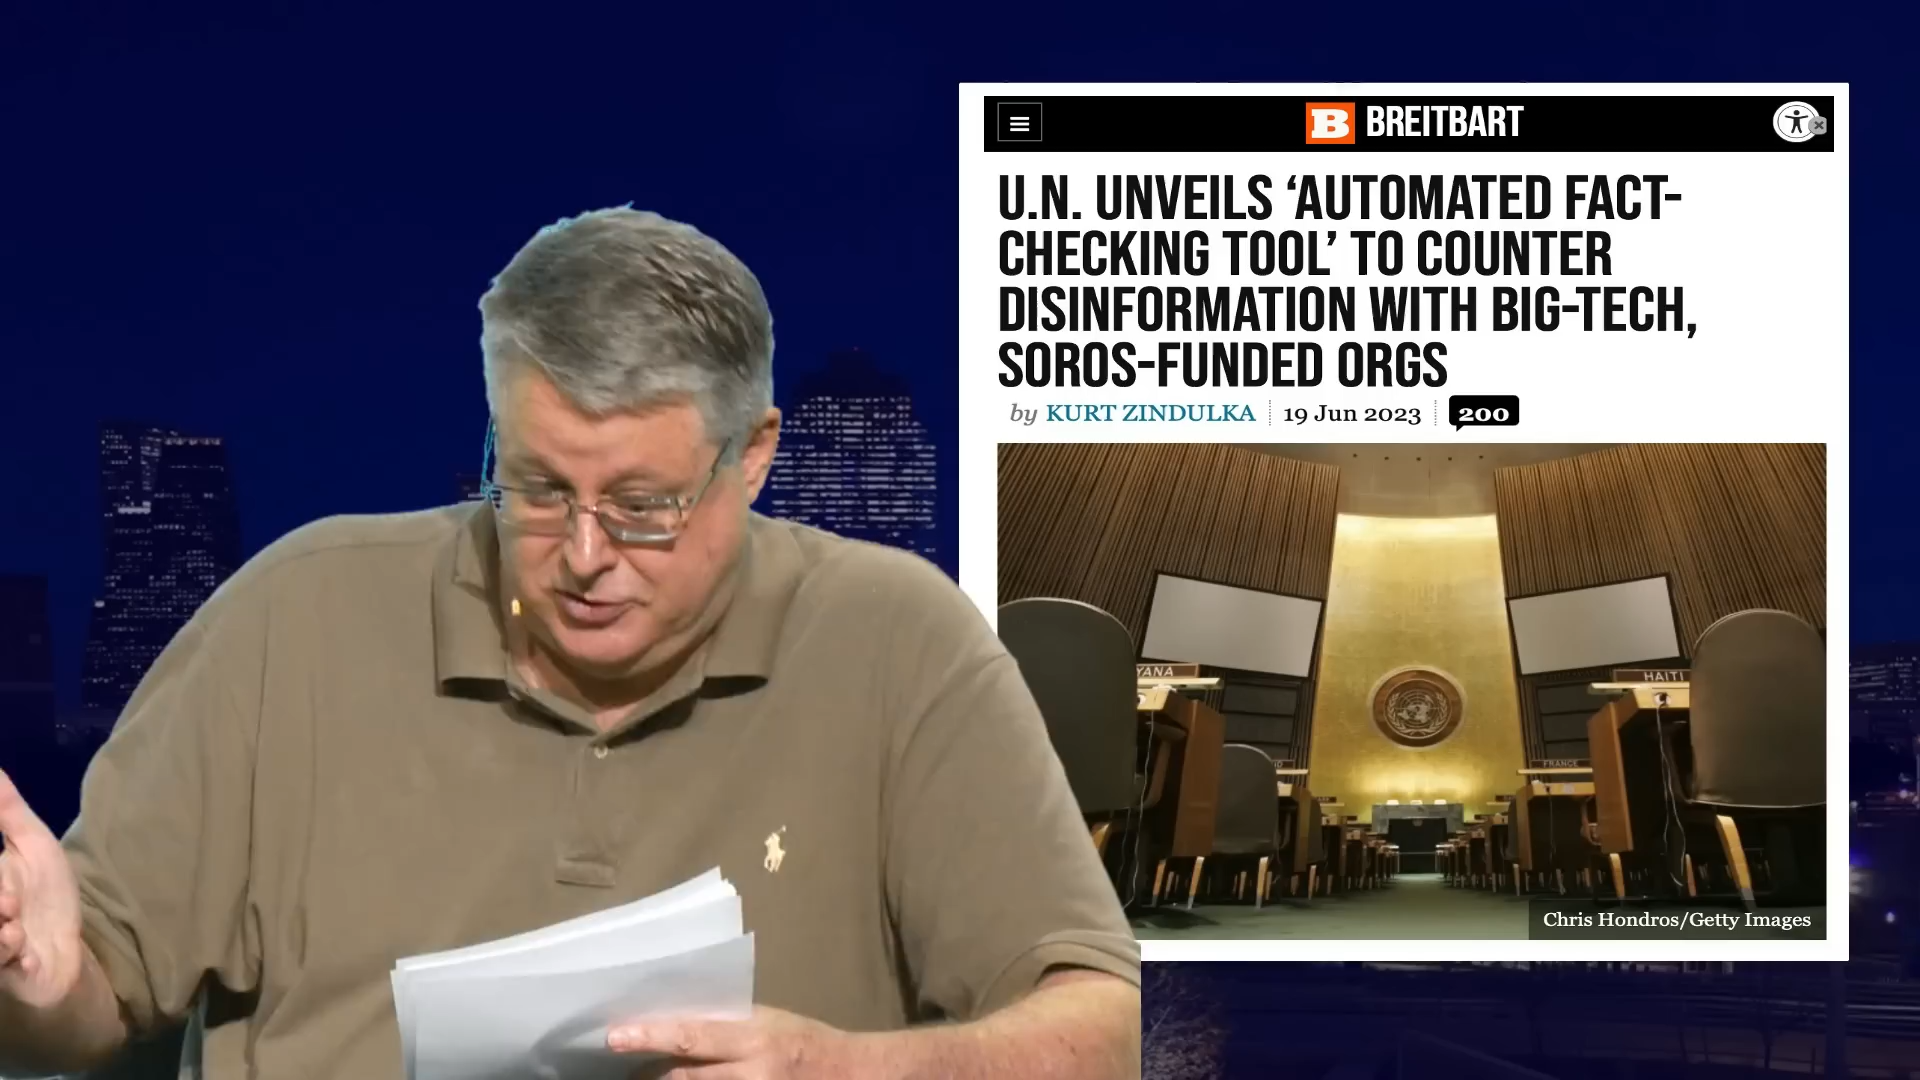 B BREITBART
U.N. UNVEILS ‘AUTOMATED FACT-
CHECKING TOOL’ TO COUNTER
DISINFORMATION WITH BIG-TECH,
SOROS-FUNDED ORGS
by KURT ZINDULKA 19 Jun 2023 200
YANA
HAITI
FRANCE
Chris Hondros/Getty Images